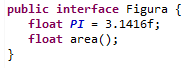 public interface Figura {
    float PI = 3.1416f;
    float area();
}